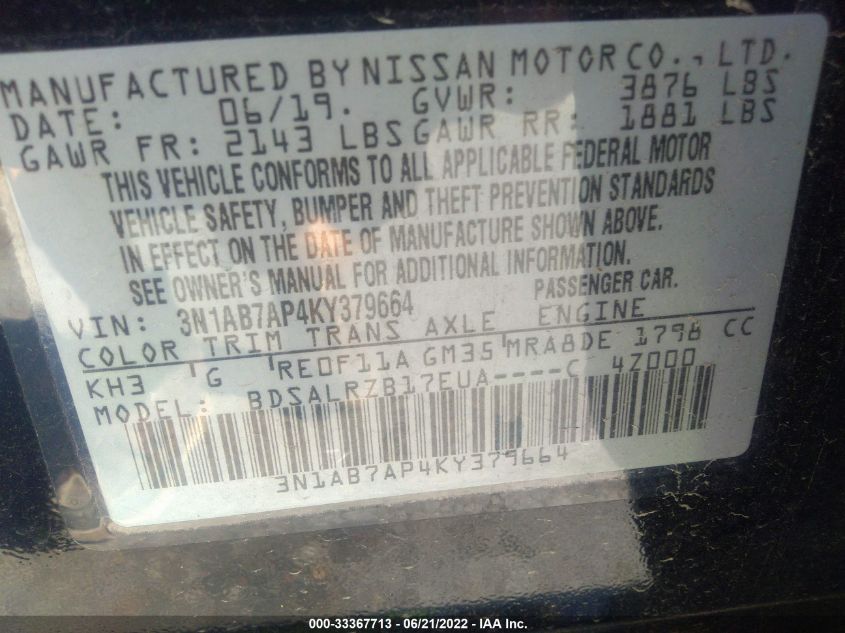 MANUFACTURED BY NISSAN MOTOR CO., LTD.
DATE: 06/19. GVWR: 3876 LBS
GAWR FR: 2143 LBS GAWR RR: 1881 LBS
THIS VEHICLE CONFORMS TO ALL APPLICABLE FEDERAL MOTOR
VEHICLE SAFETY, BUMPER AND THEFT PREVENTION STANDARDS
IN EFFECT ON THE DATE OF MANUFACTURE SHOWN ABOVE.
SEE OWNER'S MANUAL FOR ADDITIONAL INFORMATION.
VIN: 3N1AB7AP4KY379664 PASSENGER CAR.
COLOR TRIM TRANS AXLE ENGINE
KH3 G RE0F11A GM35 MRA8DE 1798 CC
MODEL: BDSALRZB17EUA----C 4Z000
3N1AB7AP4KY379664
000-33367713 - 06/21/2022 - IAA Inc.